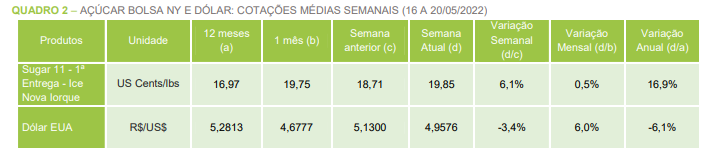 QUADRO 2 – AÇÚCAR BOLSA NY E DÓLAR: COTAÇÕES MÉDIAS SEMANAIS (16 A 20/05/2022)
Produtos
Unidade
12 meses
(a)
1 mês (b)
Semana
anterior (c)
Semana
Atual (d)
Variação
Semanal
(d/c)
Variação
Mensal (d/b)
Variação
Anual (d/a)
Sugar 11 - 1ª
Entrega - Ice
Nova Iorque
US Cents/lbs
16,97
19,75
18,71
19,85
6,1%
0,5%
16,9%
Dólar EUA
R$/US$
5,2813
4,6777
5,1300
4,9576
-3,4%
6,0%
-6,1%